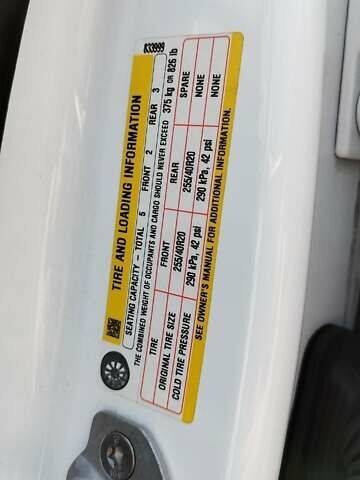 833999
TIRE AND LOADING INFORMATION
SEATING CAPACITY – TOTAL 5 FRONT 2 REAR 3
THE COMBINED WEIGHT OF OCCUPANTS AND CARGO SHOULD NEVER EXCEED 375 kg OR 826 lb
TIRE FRONT REAR SPARE
ORIGINAL TIRE SIZE 255/40R20 255/40R20 NONE
COLD TIRE PRESSURE 290 kPa, 42 psi 290 kPa, 42 psi NONE
SEE OWNER'S MANUAL FOR ADDITIONAL INFORMATION.